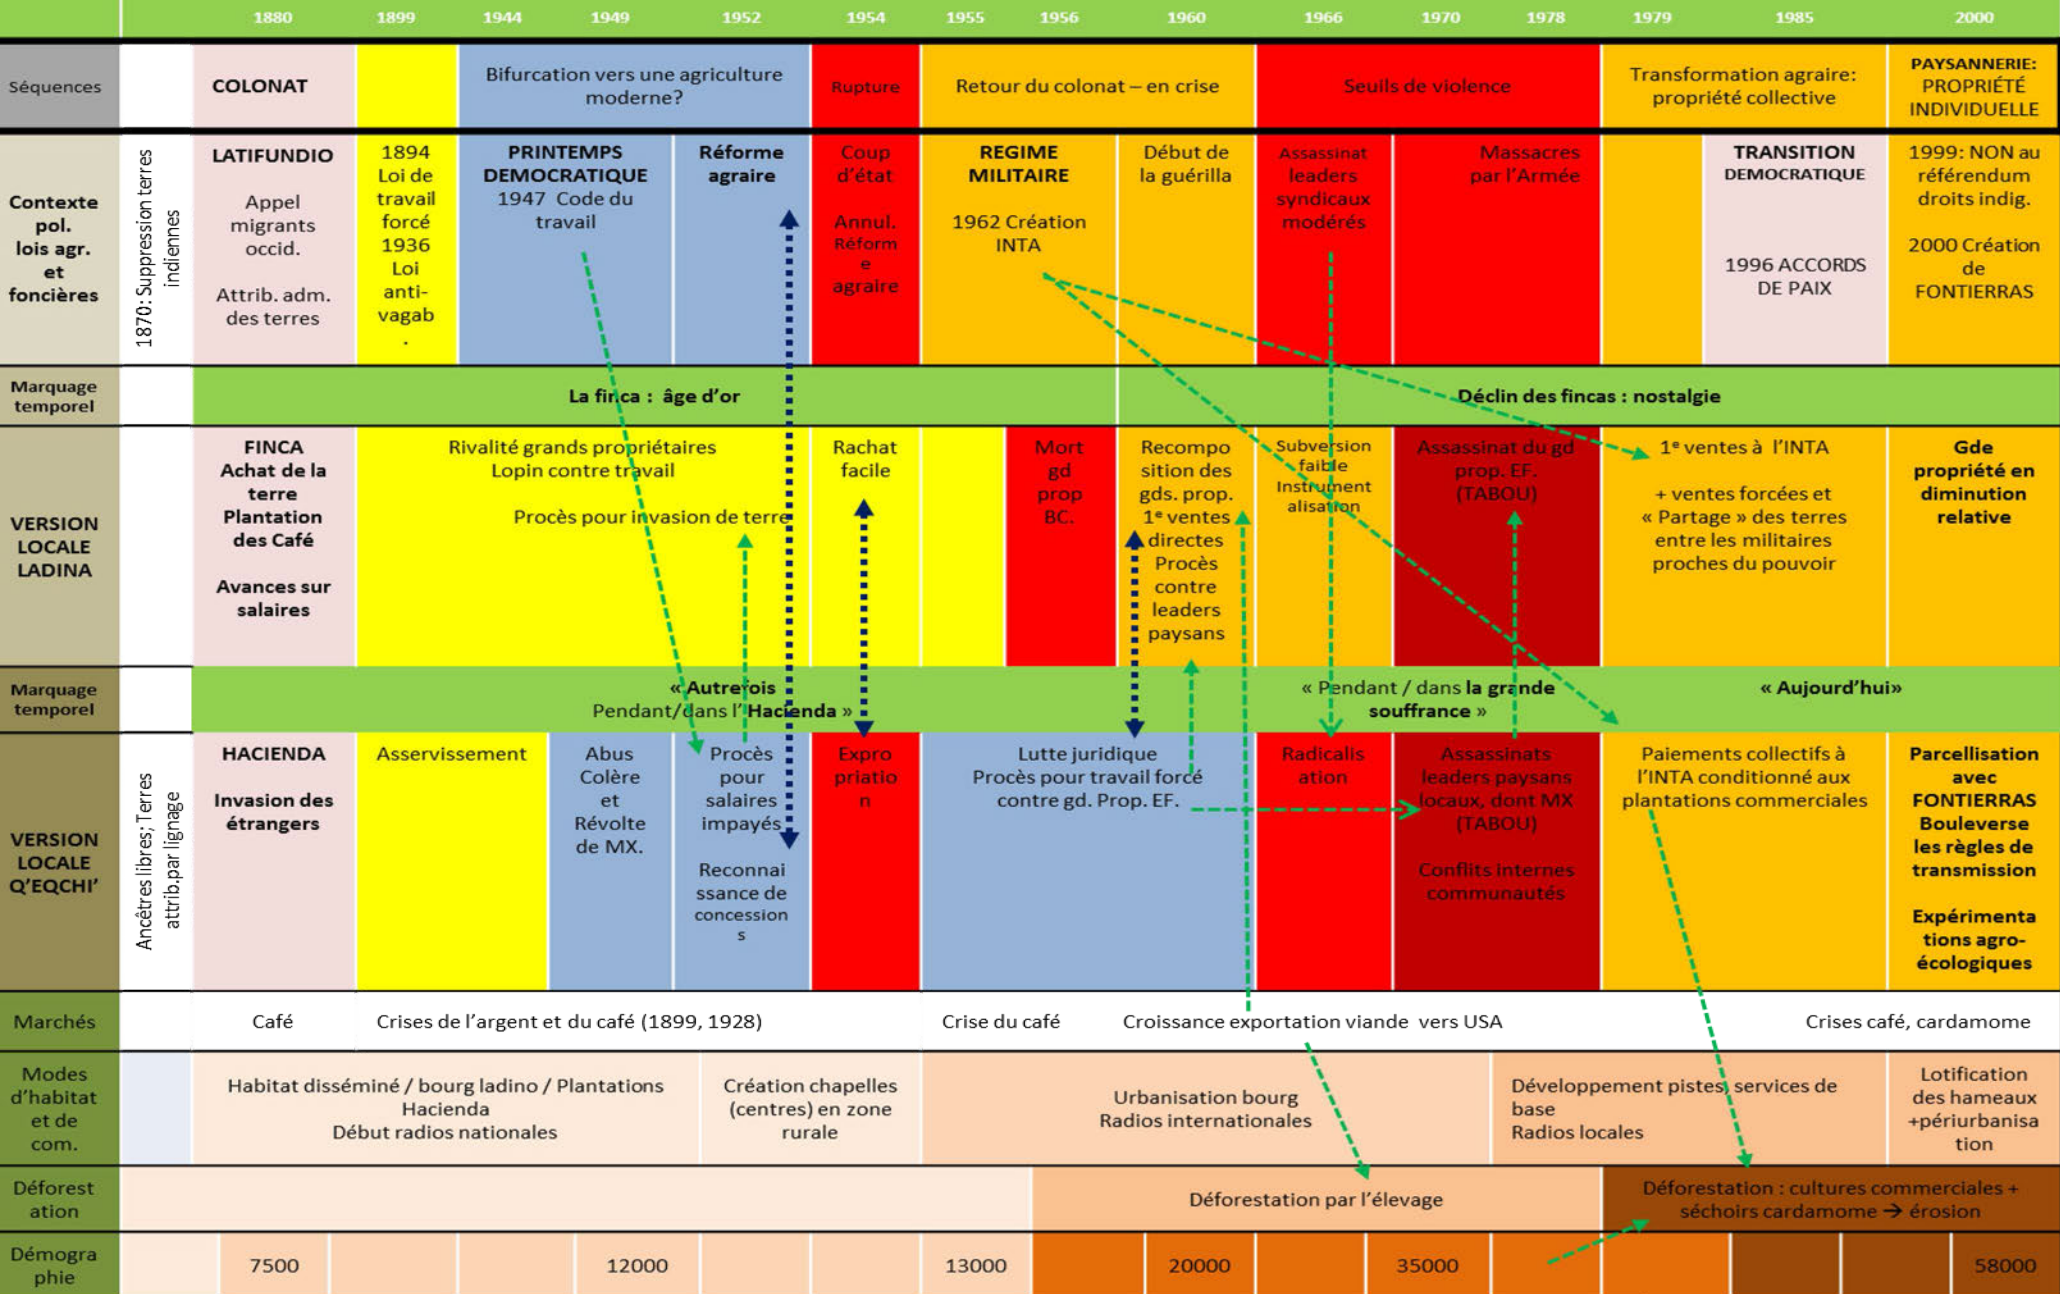 1880 1899 1944 1949 1952 1954 1955 1956 1960 1966 1970 1978 1979 1985 2000
Séquences
COLONAT
Bifurcation vers une agriculture
moderne?
Rupture
Retour du colonat – en crise
Seuils de violence
Transformation agraire:
propriété collective
PAYSANNERIE:
PROPRIÉTÉ
INDIVIDUELLE
Contexte
pol.
lois agr.
et
foncières
1870: Suppression terres
indiennes
LATIFUNDIO
Appel
migrants
occid.
Attrib. adm.
des terres
1894
Loi de
travail
forcé
1936
Loi
anti-
vagab
.
PRINTEMPS
DEMOCRATIQUE
1947 Code du
travail
Réforme
agraire
Coup
d'état
Annul.
Réform
e
agraire
REGIME
MILITAIRE
1962 Création
INTA
Début de
la guérilla
Assassinat
leaders
syndicaux
modérés
Massacres
par l'Armée
TRANSITION
DEMOCRATIQUE
1996 ACCORDS
DE PAIX
1999: NON au
référendum
droits indig.
2000 Création
de
FONTIERRAS
Marquage
temporel
La finca : âge d'or
Déclin des fincas : nostalgie
VERSION
LOCALE
LADINA
FINCA
Achat de la
terre
Plantation
des Café
Avances sur
salaires
Rivalité grands propriétaires
Lopin contre travail
Procès pour invasion de terre
Rachat
facile
Mort
gd
prop
BC.
Recompo
sition des
gds. prop.
1e ventes
directes
Procès
contre
leaders
paysans
Subversion
faible
Instrument
alisation
Assassinat du gd
prop. EF.
(TABOU)
1e ventes à l'INTA
+ ventes forcées et
« Partage » des terres
entre les militaires
proches du pouvoir
Gde
propriété en
diminution
relative
Marquage
temporel
« Autrefois
Pendant/dans l' Hacienda »
« Pendant / dans la grande
souffrance »
« Aujourd'hui»
VERSION
LOCALE
Q'EQCHI'
Ancêtres libres; Terres
attrib.par lignage
HACIENDA
Invasion des
étrangers
Asservissement
Abus
Colère
et
Révolte
de MX.
Procès
pour
salaires
impayés
Reconnai
ssance de
concession
s
Expro
priatio
n
Lutte juridique
Procès pour travail forcé
contre gd. Prop. EF.
Radicalis
ation
Assassinats
leaders paysans
locaux, dont MX
(TABOU)
Conflits internes
communautés
Paiements collectifs à
l'INTA conditionné aux
plantations commerciales
Parcellisation
avec
FONTIERRAS
Bouleverse
les règles de
transmission
Expérimenta
tions agro-
écologiques
Marchés
Café
Crises de l'argent et du café (1899, 1928)
Crise du café
Croissance exportation viande vers USA
Crises café, cardamome
Modes
d'habitat
et de
com.
Habitat disséminé / bourg ladino / Plantations
Hacienda
Début radios nationales
Création chapelles
(centres) en zone
rurale
Urbanisation bourg
Radios internationales
Développement pistes, services de
base
Radios locales
Lotification
des hameaux
+périurbanisa
tion
Déforest
ation
Déforestation par l'élevage
Déforestation : cultures commerciales +
séchoirs cardamome → érosion
Démogra
phie
7500 12000 13000 20000 35000 58000